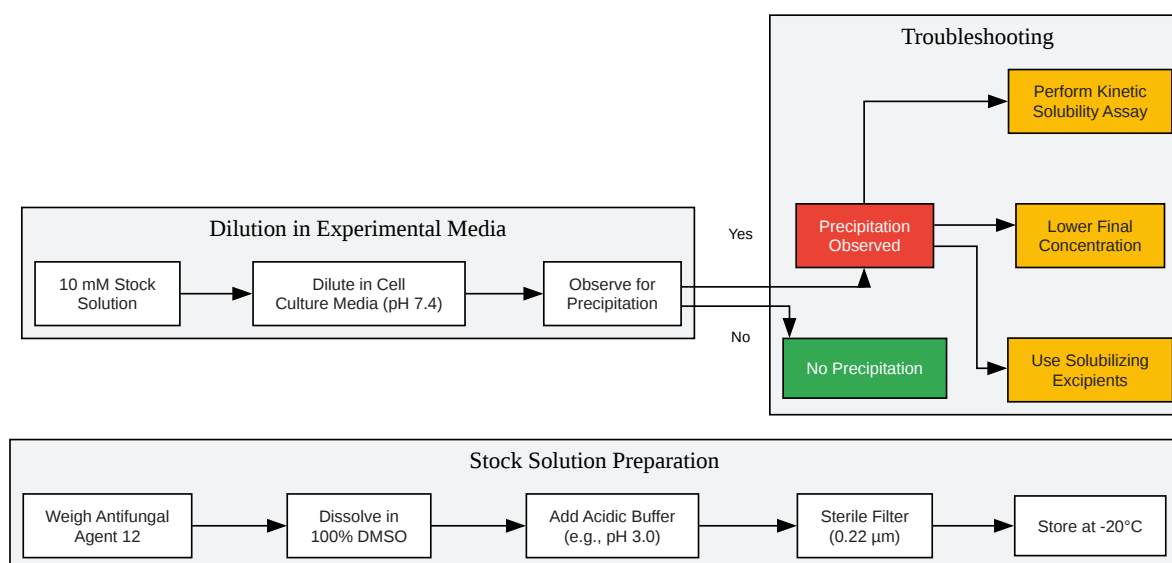 Troubleshooting
Perform Kinetic
Solubility Assay
Dilution in Experimental Media
Yes
Precipitation
Observed
Lower Final
Concentration
10 mM Stock
Solution
Dilute in Cell
Culture Media (pH 7.4)
Observe for
Precipitation
No
No Precipitation
Use Solubilizing
Excipients
Stock Solution Preparation
Weigh Antifungal
Agent 12
Dissolve in
100% DMSO
Add Acidic Buffer
(e.g., pH 3.0)
Sterile Filter
(0.22 µm)
Store at -20°C